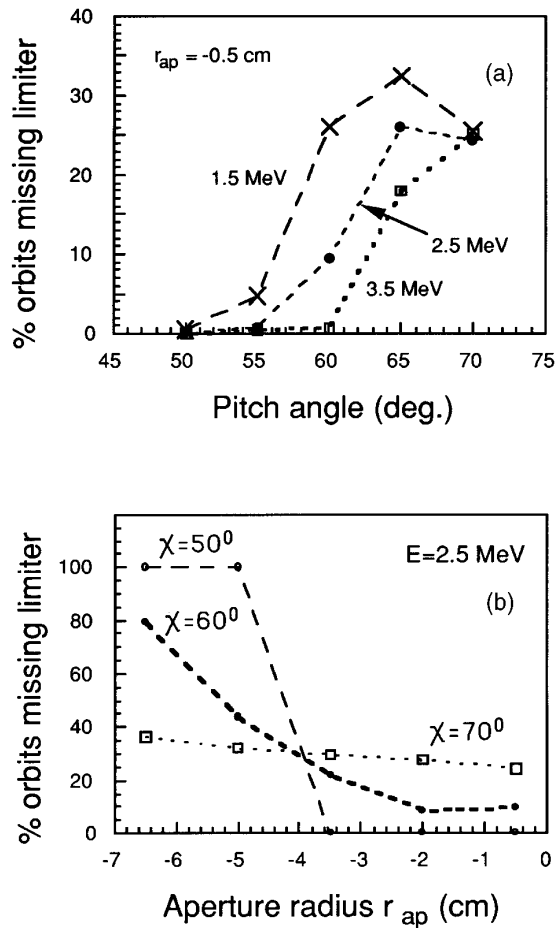 40
r ap = -0.5 cm
(a)
30
1.5 MeV
20
2.5 MeV
10
3.5 MeV
0
45 50 55 60 65 70 75
% orbits missing limiter
Pitch angle (deg.)
χ=50⁰
E=2.5 MeV
100
χ=60⁰
(b)
80
60
40
χ=70⁰
20
0
-7 -6 -5 -4 -3 -2 -1 0
% orbits missing limiter
Aperture radius r ap (cm)